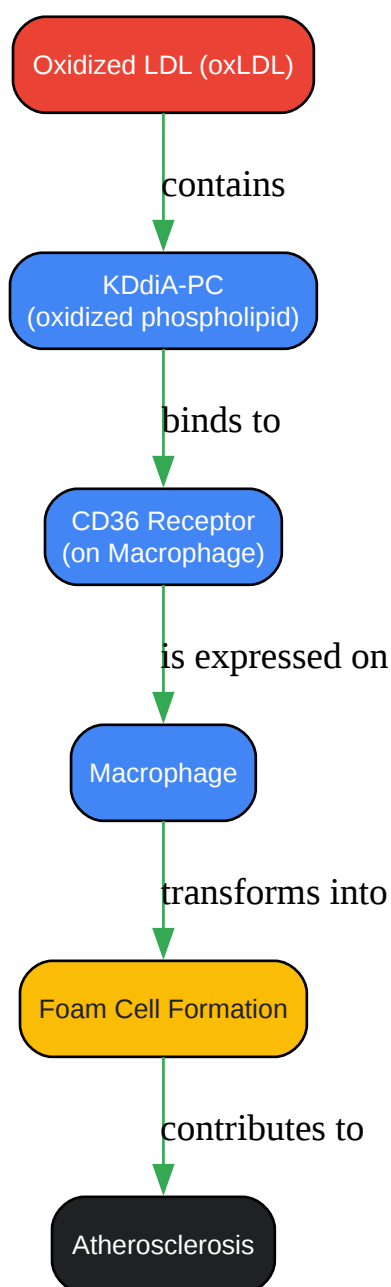 Oxidized LDL (oxLDL)
contains
KDdiA-PC
(oxidized phospholipid)
binds to
CD36 Receptor
(on Macrophage)
is expressed on
Macrophage
transforms into
Foam Cell Formation
contributes to
Atherosclerosis